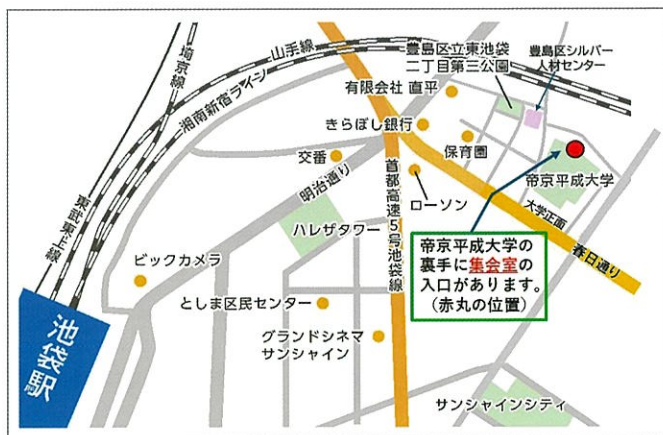 山手線
埼京線
湘南新宿ライン
東武東上線
豊島区立東池袋
二丁目第三公園
豊島区シルバー
人材センター
有限会社 直平
きらぼし銀行
保育園
交番
明治通り
首都高速5号池袋線
ローソン
帝京平成大学
大学正面
春日通り
ハレザタワー
帝京平成大学の
裏手に集会室の
入口があります。
（赤丸の位置）
ビックカメラ
としま区民センター
グランドシネマ
サンシャイン
池袋駅
サンシャインシティ